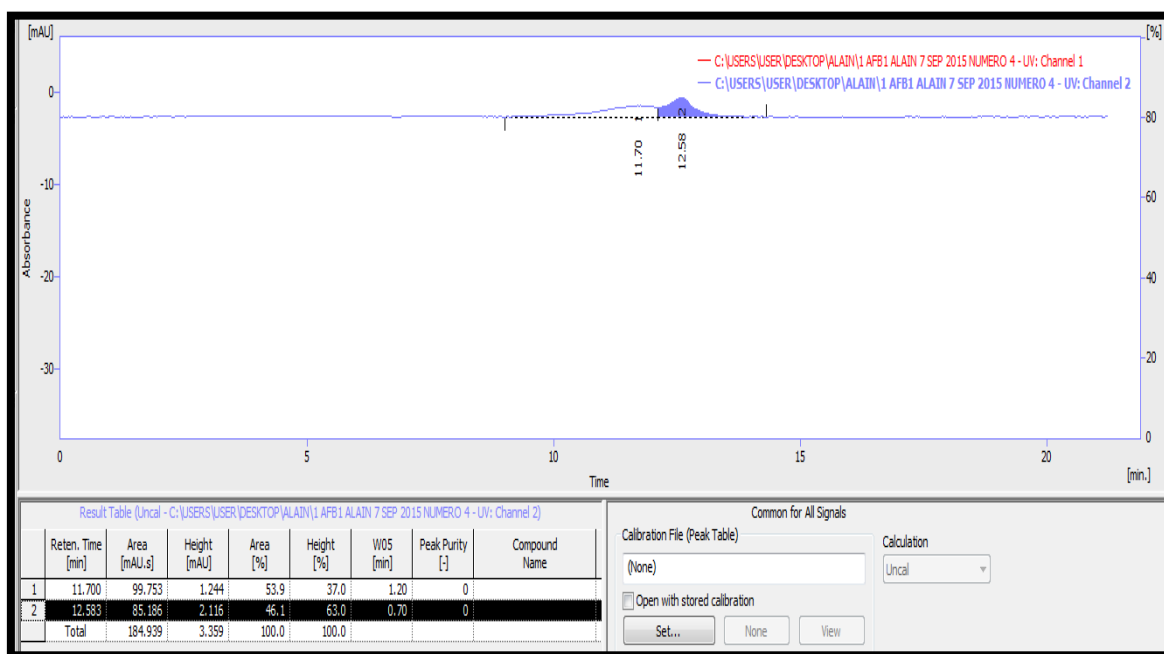 [mAU]
[%]
C:\USERS\USER\DESKTOP\ALAIN\1 AFB1 ALAIN 7 SEP 2015 NUMERO 4 - UV: Channel 1
C:\USERS\USER\DESKTOP\ALAIN\1 AFB1 ALAIN 7 SEP 2015 NUMERO 4 - UV: Channel 2
0
-10
-20
-30
Absorbance
80
60
40
20
0
1
2
11.70
12.58
0 5 10 15 20
Time
[min.]
Result Table (Uncal - C:\USERS\USER\DESKTOP\ALAIN\1 AFB1 ALAIN 7 SEP 2015 NUMERO 4 - UV: Channel 2)
Reten. Time [min] Area [mAU.s] Height [mAU] Area [%] Height [%] W05 [min] Peak Purity [-] Compound Name
1 11.700 99.753 1.244 53.9 37.0 1.20 0
2 12.583 85.186 2.116 46.1 63.0 0.70 0
Total 184.939 3.359 100.0 100.0
Common for All Signals
Calibration File (Peak Table)
(None)
Open with stored calibration
Set... None View
Calculation
Uncal